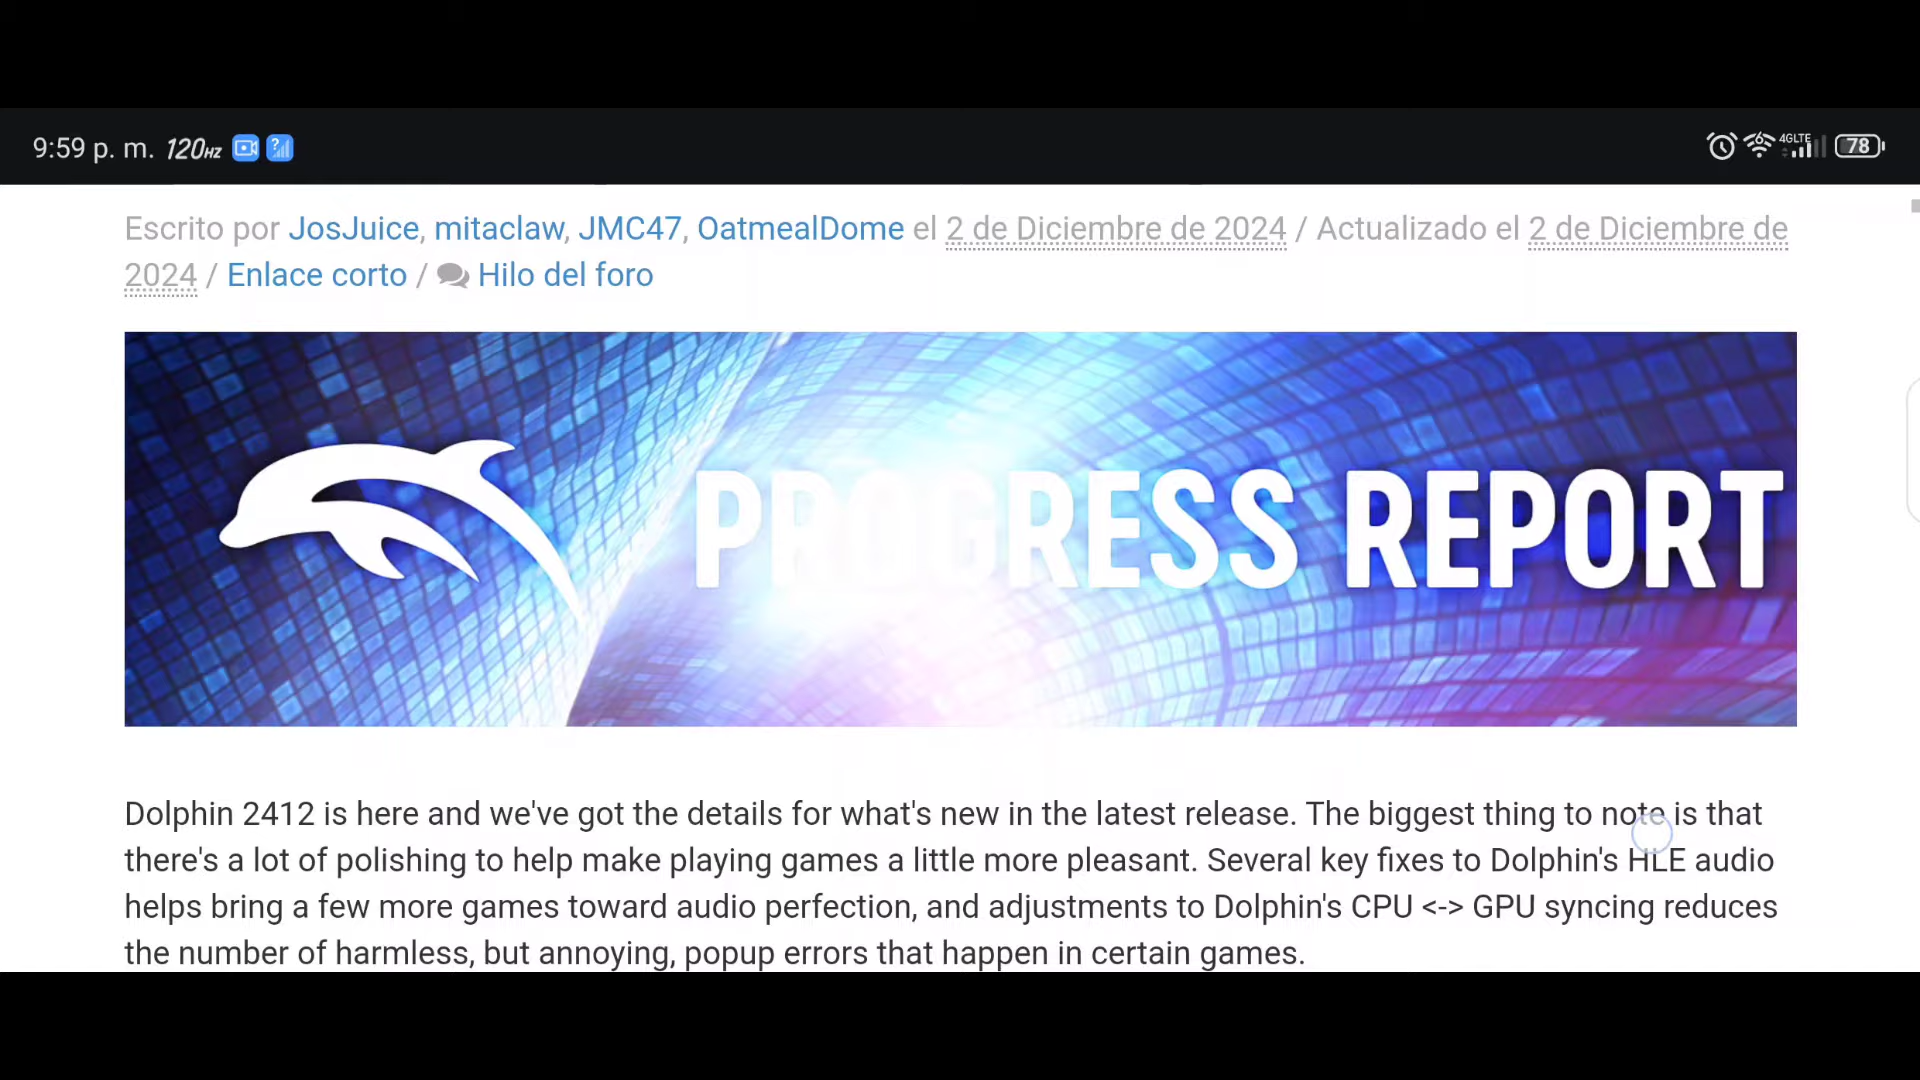 9:59 p. m. 120HZ
4GLTE 78
Escrito por JosJuice, mitaclaw, JMC47, OatmealDome el 2 de Diciembre de 2024 / Actualizado el 2 de Diciembre de
2024 / Enlace corto / Hilo del foro
PROGRESS REPORT
Dolphin 2412 is here and we've got the details for what's new in the latest release. The biggest thing to note is that
there's a lot of polishing to help make playing games a little more pleasant. Several key fixes to Dolphin's HLE audio
helps bring a few more games toward audio perfection, and adjustments to Dolphin's CPU <-> GPU syncing reduces
the number of harmless, but annoying, popup errors that happen in certain games.